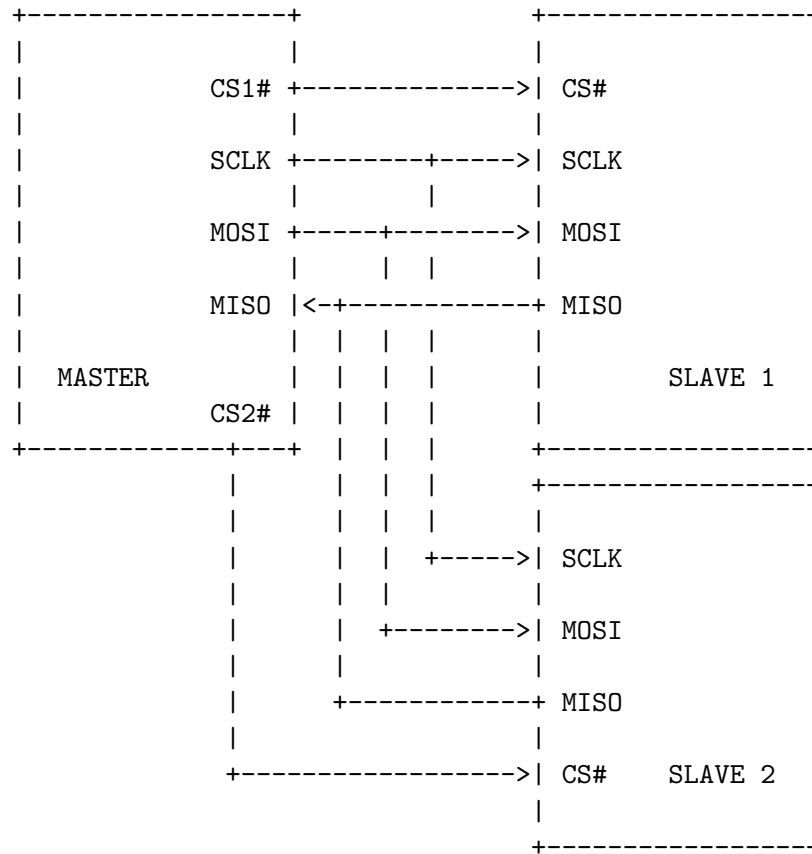 CS1# CS#
SCLK SCLK
MOSI MOSI
MISO MISO
MASTER SLAVE 1
CS2#
SCLK
MOSI
MISO
CS# SLAVE 2